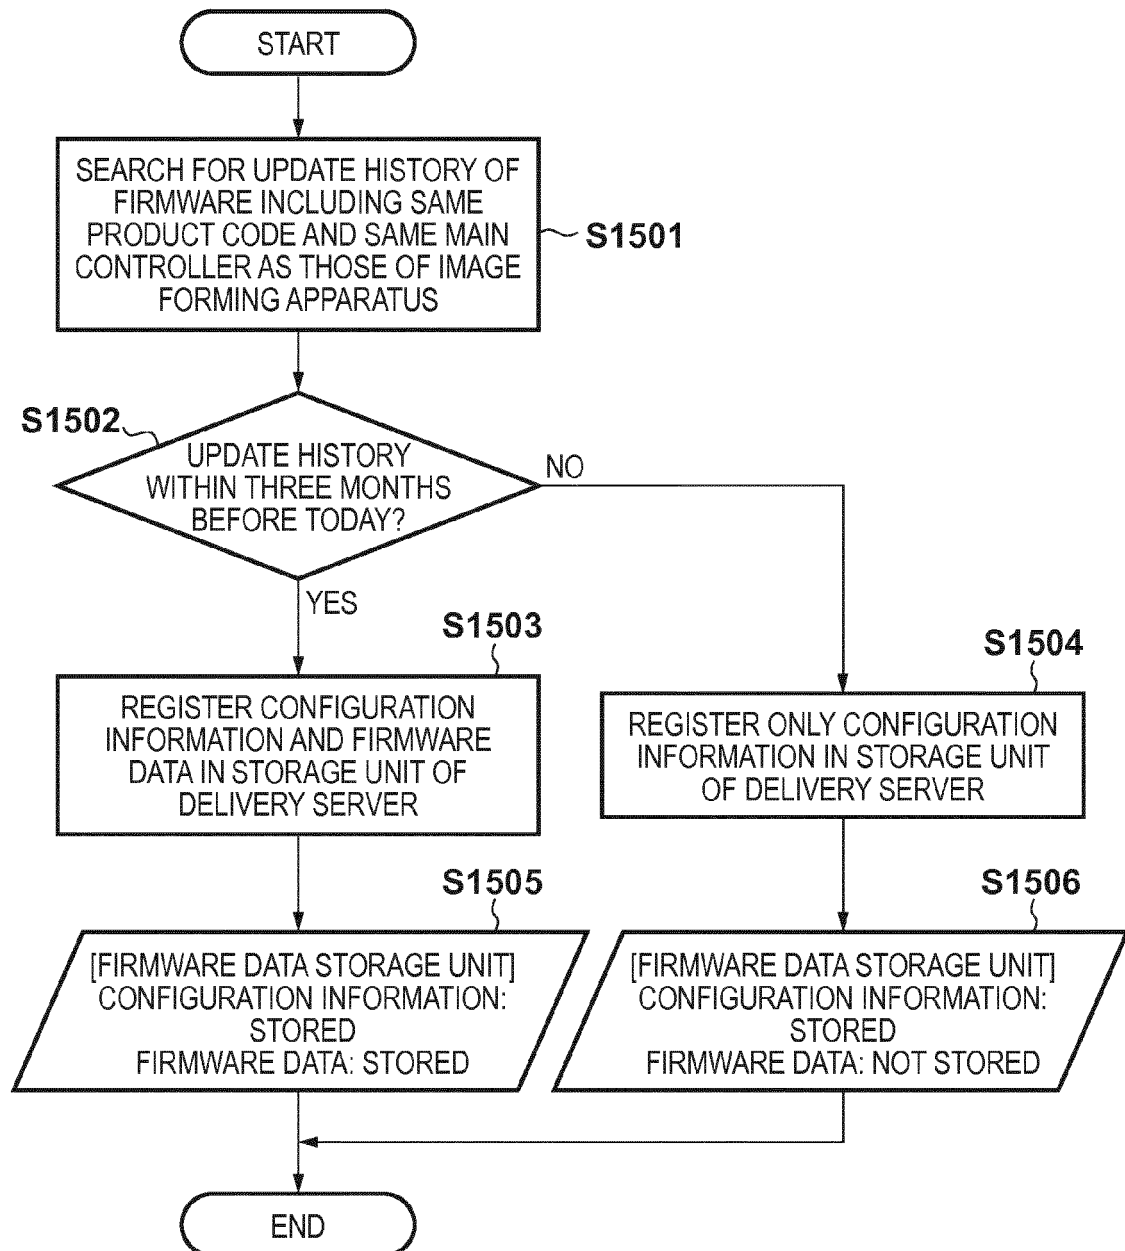 START
SEARCH FOR UPDATE HISTORY OF
FIRMWARE INCLUDING SAME
PRODUCT CODE AND SAME MAIN
CONTROLLER AS THOSE OF IMAGE
FORMING APPARATUS
S1501
S1502
UPDATE HISTORY
WITHIN THREE MONTHS
BEFORE TODAY?
NO
YES
S1503
REGISTER CONFIGURATION
INFORMATION AND FIRMWARE
DATA IN STORAGE UNIT OF
DELIVERY SERVER
S1504
REGISTER ONLY CONFIGURATION
INFORMATION IN STORAGE UNIT
OF DELIVERY SERVER
S1505
[FIRMWARE DATA STORAGE UNIT]
CONFIGURATION INFORMATION:
STORED
FIRMWARE DATA: STORED
S1506
[FIRMWARE DATA STORAGE UNIT]
CONFIGURATION INFORMATION:
STORED
FIRMWARE DATA: NOT STORED
END